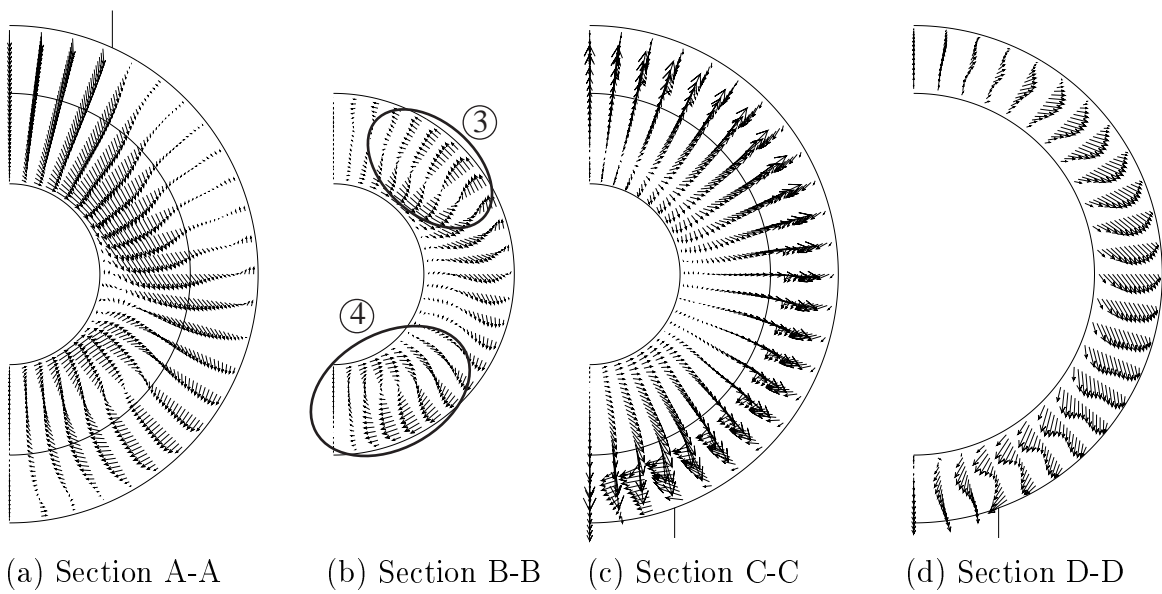 ③
④
(a) Section A-A
(b) Section B-B
(c) Section C-C
(d) Section D-D